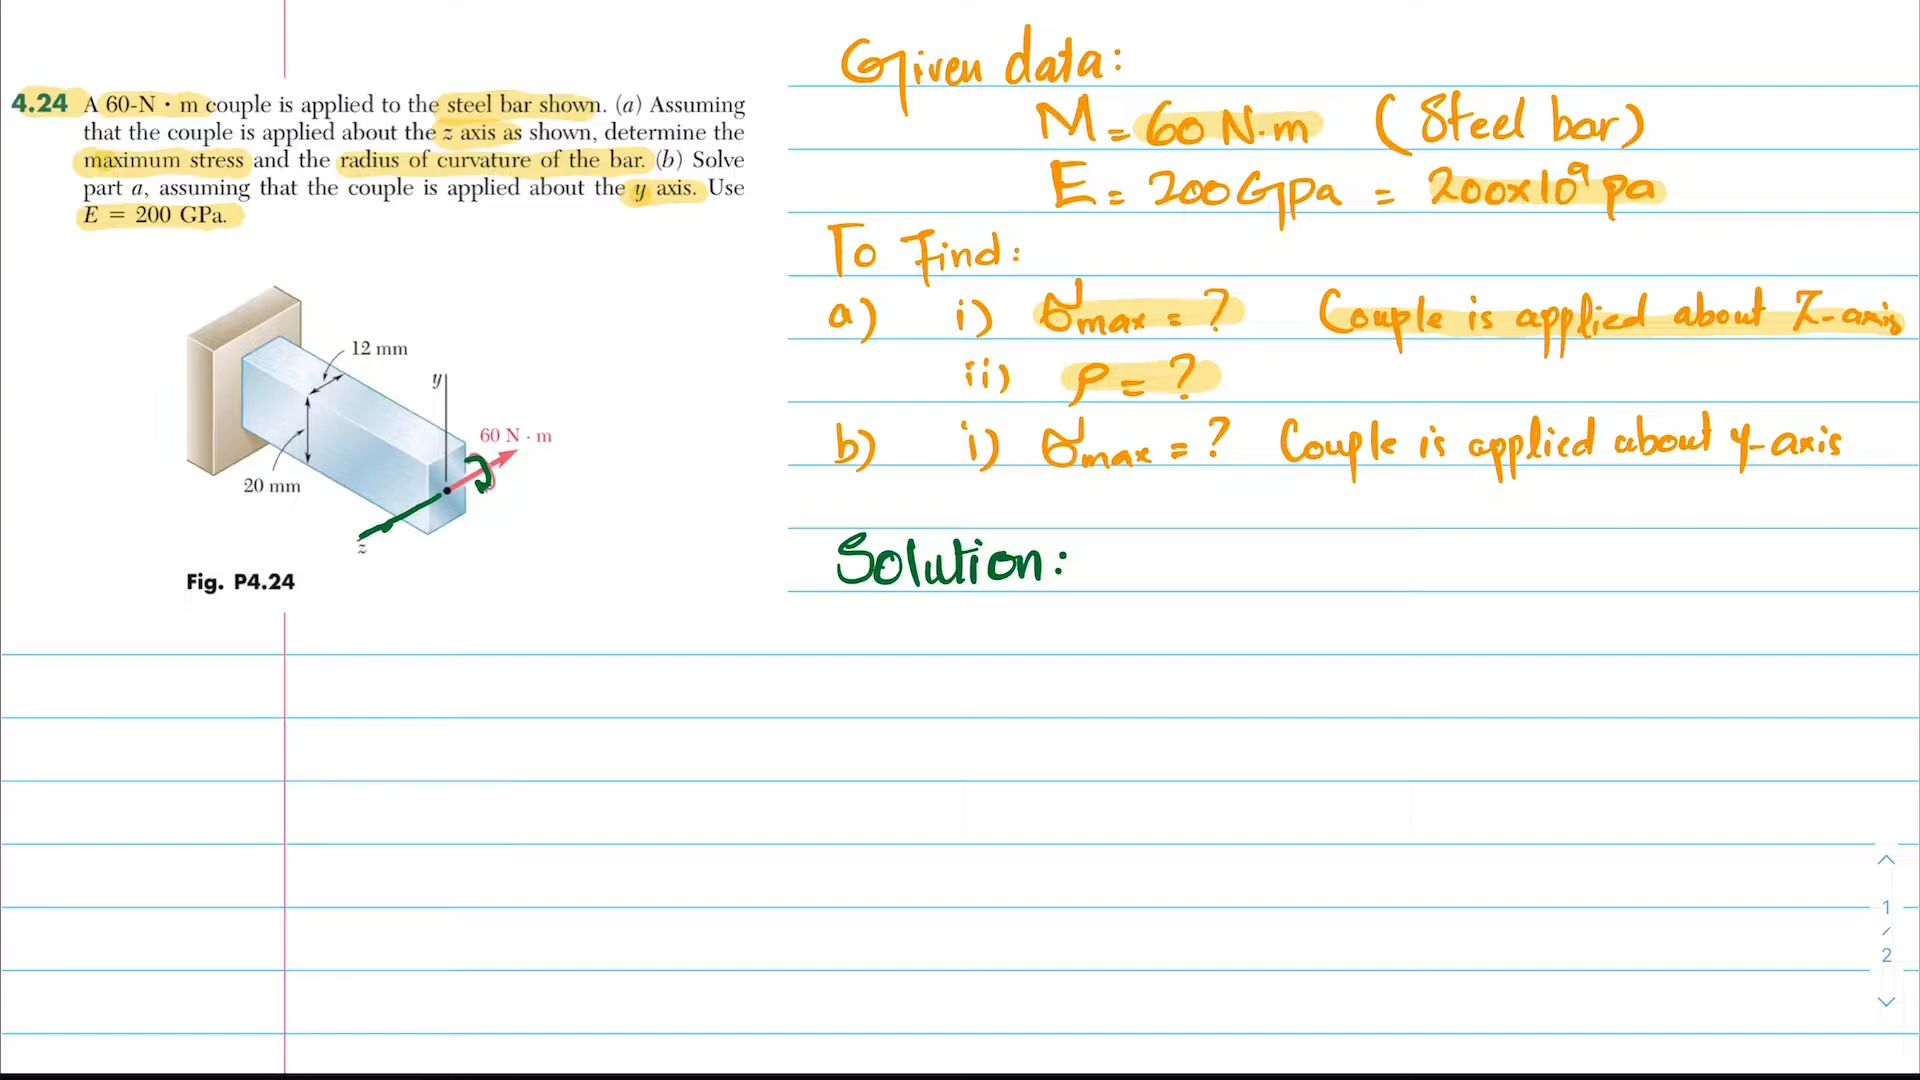 4.24 A 60-N · m couple is applied to the steel bar shown. (a) Assuming
that the couple is applied about the z axis as shown, determine the
maximum stress and the radius of curvature of the bar. (b) Solve
part a, assuming that the couple is applied about the y axis. Use
E = 200 GPa.
12 mm
y
60 N · m
20 mm
z
Fig. P4.24
Given data:
M = 60 N.m (Steel bar)
E = 200 Gpa = 200x10⁹ pa
To Find:
a) i) σmax = ? Couple is applied about Z-axis
ii) ρ = ?
b) i) σmax = ? Couple is applied about y-axis
Solution:
1
/
2